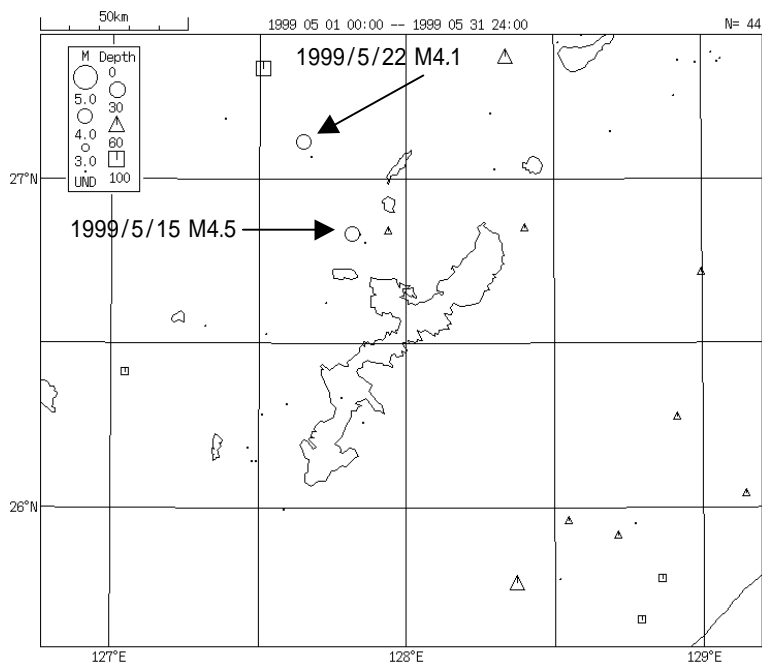 50km
1999 05 01 00:00 -- 1999 05 31 24:00
N= 44
M Depth
0
5.0
30
4.0
60
3.0
UND 100
1999/5/22 M4.1
27°N
1999/5/15 M4.5
26°N
127°E
128°E
129°E